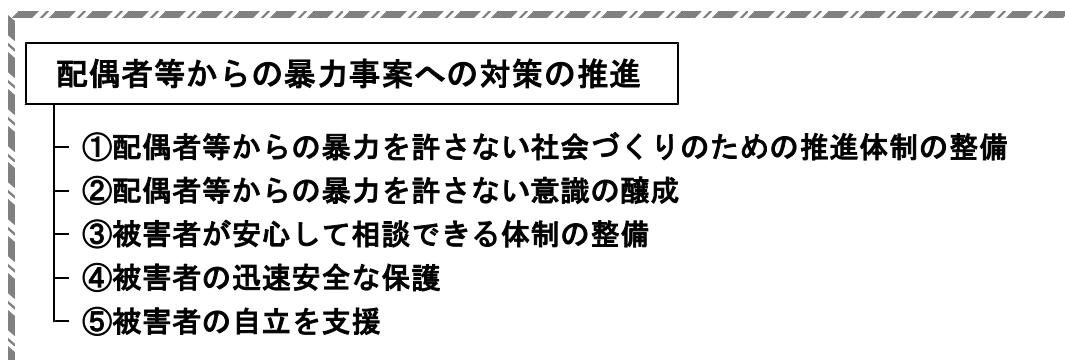 配偶者等からの暴力事案への対策の推進
①配偶者等からの暴力を許さない社会づくりのための推進体制の整備
②配偶者等からの暴力を許さない意識の醸成
③被害者が安心して相談できる体制の整備
④被害者の迅速安全な保護
⑤被害者の自立を支援